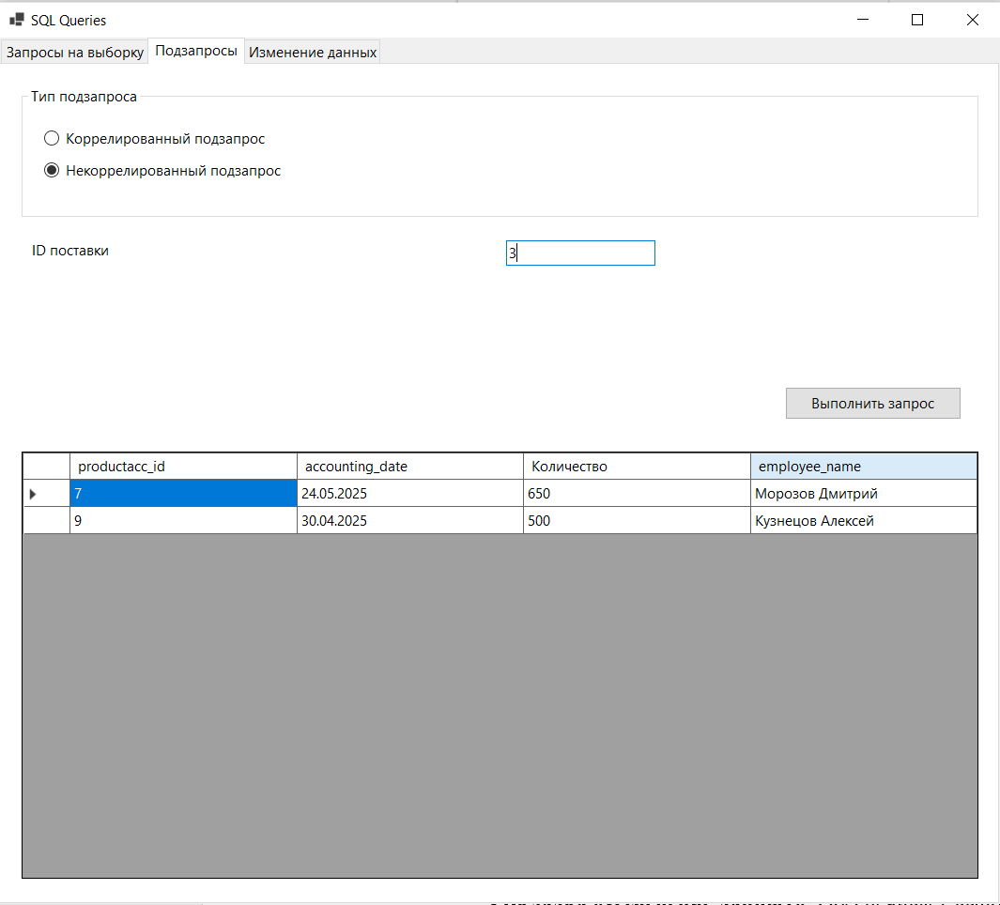 SQL Queries
Запросы на выборку Подзапросы Изменение данных
Тип подзапроса
Коррелированный подзапрос
Некоррелированный подзапрос
ID поставки 3
Выполнить запрос
productacc_id accounting_date Количество employee_name
7 24.05.2025 650 Морозов Дмитрий
9 30.04.2025 500 Кузнецов Алексей